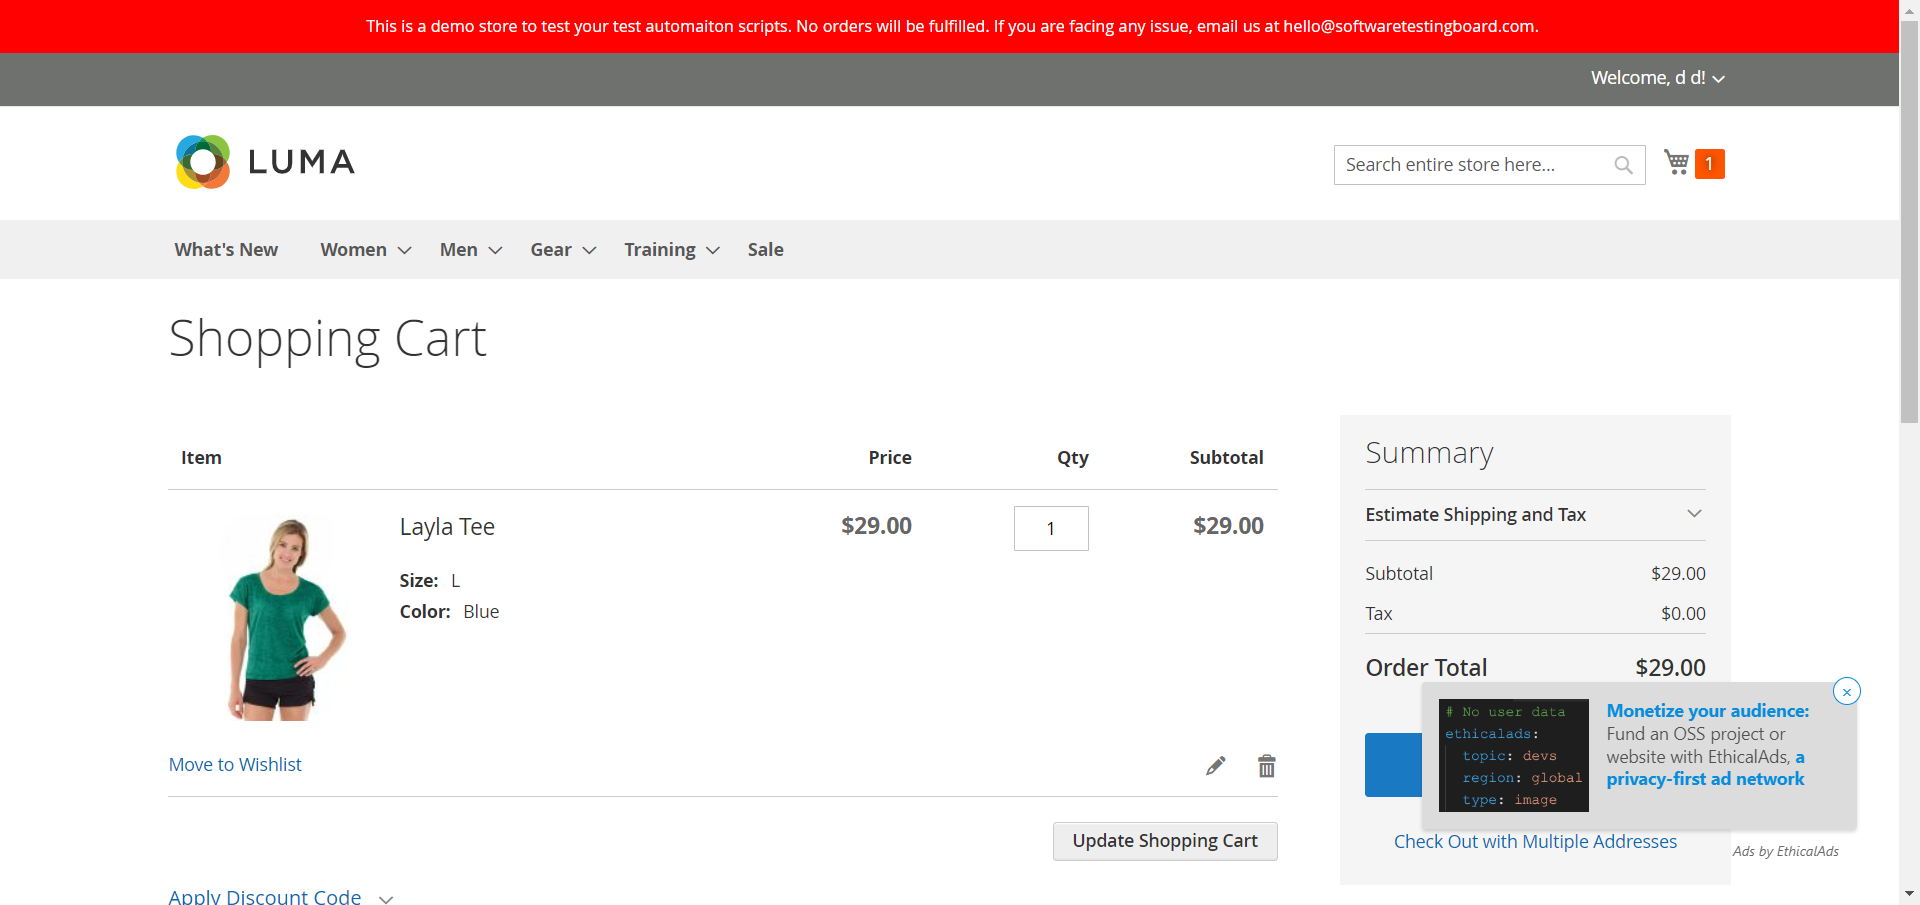 This is a demo store to test your test automaiton scripts. No orders will be fulfilled. If you are facing any issue, email us at hello@softwaretestingboard.com.
Welcome, d d!
LUMA
Search entire store here...
1
What's New Women Men Gear Training Sale
Shopping Cart
Item Price Qty Subtotal
Layla Tee $29.00 1 $29.00
Size: L
Color: Blue
Move to Wishlist
Update Shopping Cart
Apply Discount Code
Summary
Estimate Shipping and Tax
Subtotal $29.00
Tax $0.00
Order Total $29.00
# No user data
ethicalads:
topic: devs
region: global
type: image
Monetize your audience:
Fund an OSS project or
website with EthicalAds, a
privacy-first ad network
Check Out with Multiple Addresses
Ads by EthicalAds